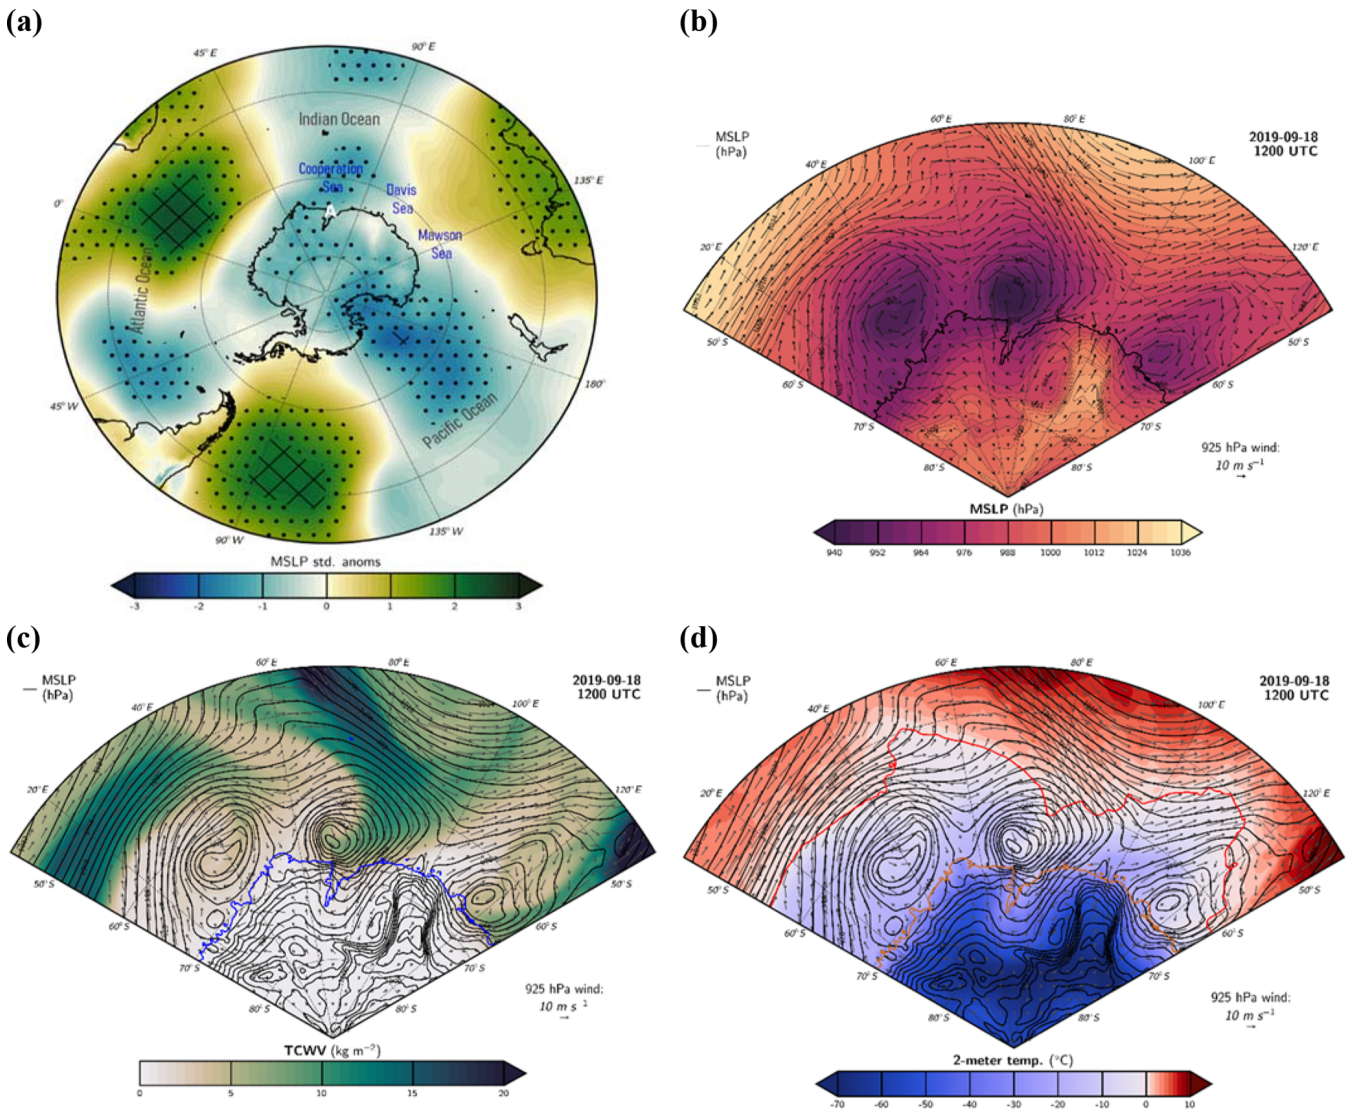 (a)
45° E
90° E
Indian Ocean
Cooperation
Sea
135° E
Davis
Sea
0°
A
Mawson
Sea
Atlantic Ocean
180°
45° W
Pacific Ocean
135° W
90° W
MSLP std. anoms
-3 -2 -1 0 1 2 3
(b)
MSLP
(hPa)
60° E
80° E
2019-09-18
1200 UTC
40° E
100° E
20° E
120° E
50° S
50° S
60° S
60° S
70° S
70° S
80° S
80° S
925 hPa wind:
10 m s⁻¹
MSLP (hPa)
940 952 964 976 988 1000 1012 1024 1036
(c)
MSLP
(hPa)
60° E
80° E
2019-09-18
1200 UTC
40° E
100° E
20° E
120° E
50° S
50° S
60° S
60° S
70° S
70° S
80° S
80° S
925 hPa wind:
10 m s⁻¹
TCWV (kg m⁻²)
0 5 10 15 20
(d)
MSLP
(hPa)
60° E
80° E
2019-09-18
1200 UTC
40° E
100° E
20° E
120° E
50° S
50° S
60° S
60° S
70° S
70° S
80° S
80° S
925 hPa wind:
10 m s⁻¹
2-meter temp. (°C)
-70 -60 -50 -40 -30 -20 -10 0 10